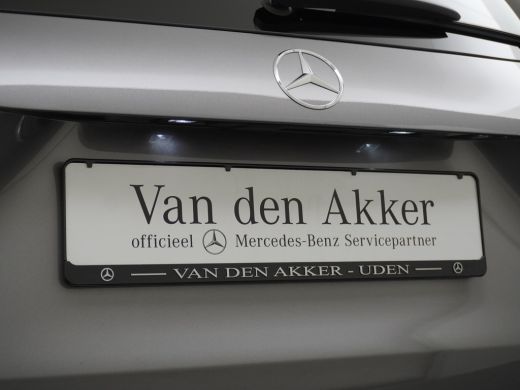 Van den Akker
officieel Mercedes-Benz Servicepartner
VAN DEN AKKER - UDEN